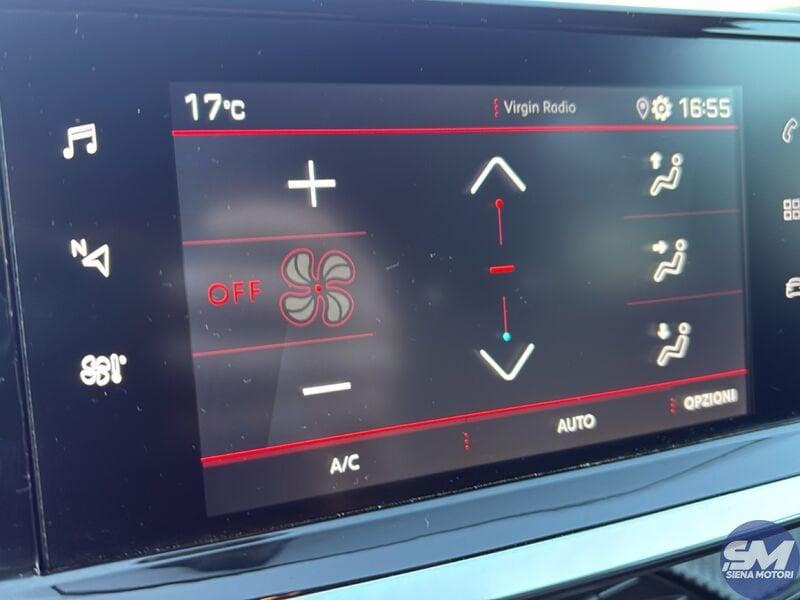 17°C
Virgin Radio
16:55
N
OFF
A/C
AUTO
OPZIONI
SM
SIENA MOTORI